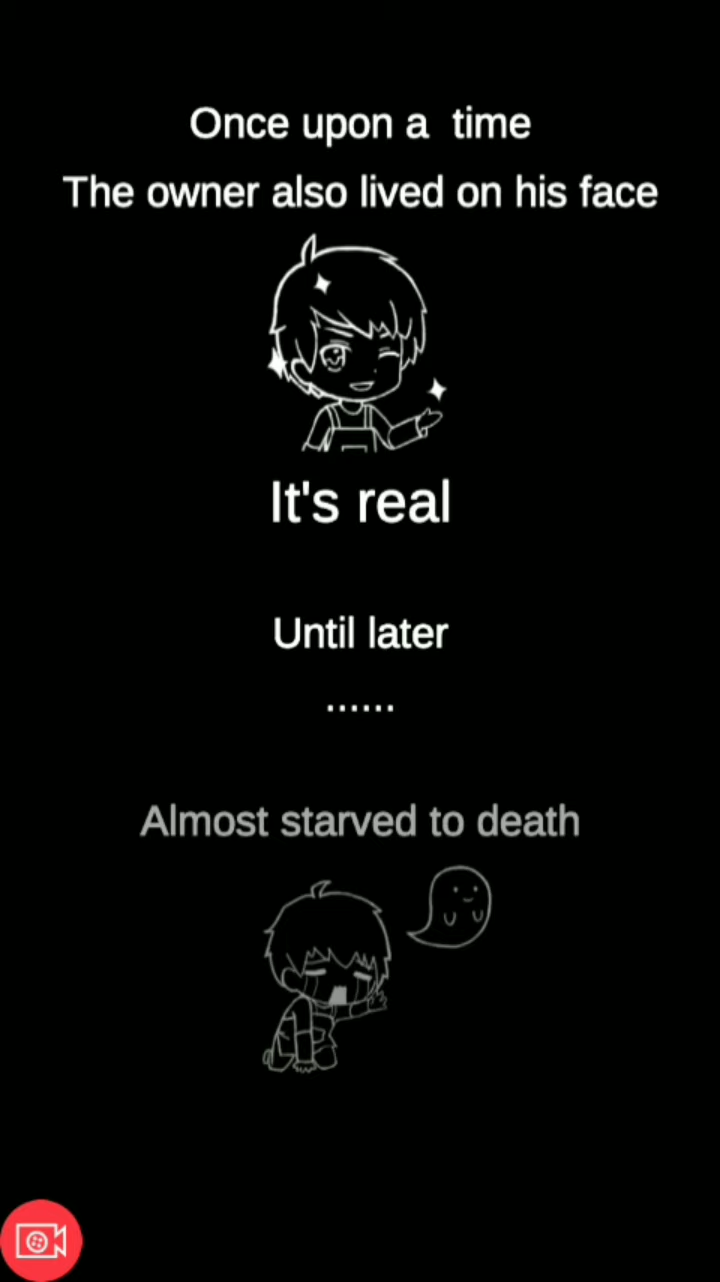 Once upon a time
The owner also lived on his face
It's real
Until later
......
Almost starved to death